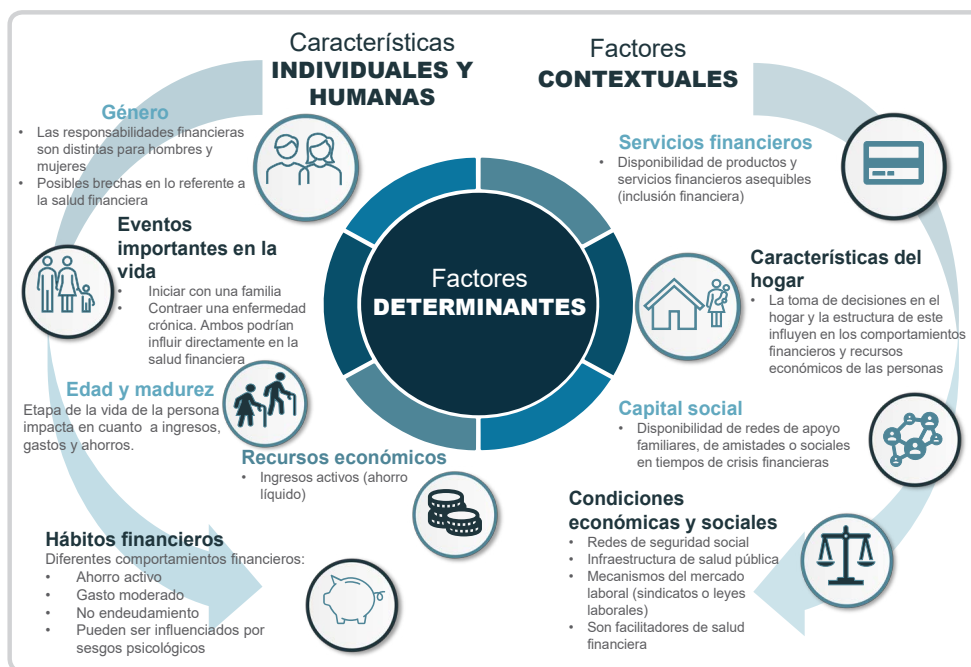 Características
INDIVIDUALES Y
HUMANAS
Género
• Las responsabilidades financieras
son distintas para hombres y
mujeres
• Posibles brechas en lo referente a
la salud financiera
Eventos
importantes en la
vida
• Iniciar con una familia
• Contraer una enfermedad
crónica. Ambos podrían
influir directamente en la
salud financiera
Edad y madurez
Etapa de la vida de la persona
impacta en cuanto a ingresos,
gastos y ahorros.
Recursos económicos
• Ingresos activos (ahorro
líquido)
Hábitos financieros
Diferentes comportamientos financieros:
• Ahorro activo
• Gasto moderado
• No endeudamiento
• Pueden ser influenciados por
sesgos psicológicos
Factores
DETERMINANTES
Factores
CONTEXTUALES
Servicios financieros
• Disponibilidad de productos y
servicios financieros asequibles
(inclusión financiera)
Características del
hogar
• La toma de decisiones en el
hogar y la estructura de este
influyen en los comportamientos
financieros y recursos
económicos de las personas
Capital social
• Disponibilidad de redes de apoyo
familiares, de amistades o sociales
en tiempos de crisis financieras
Condiciones
económicas y sociales
• Redes de seguridad social
• Infraestructura de salud pública
• Mecanismos del mercado
laboral (sindicatos o leyes
laborales)
• Son facilitadores de salud
financiera